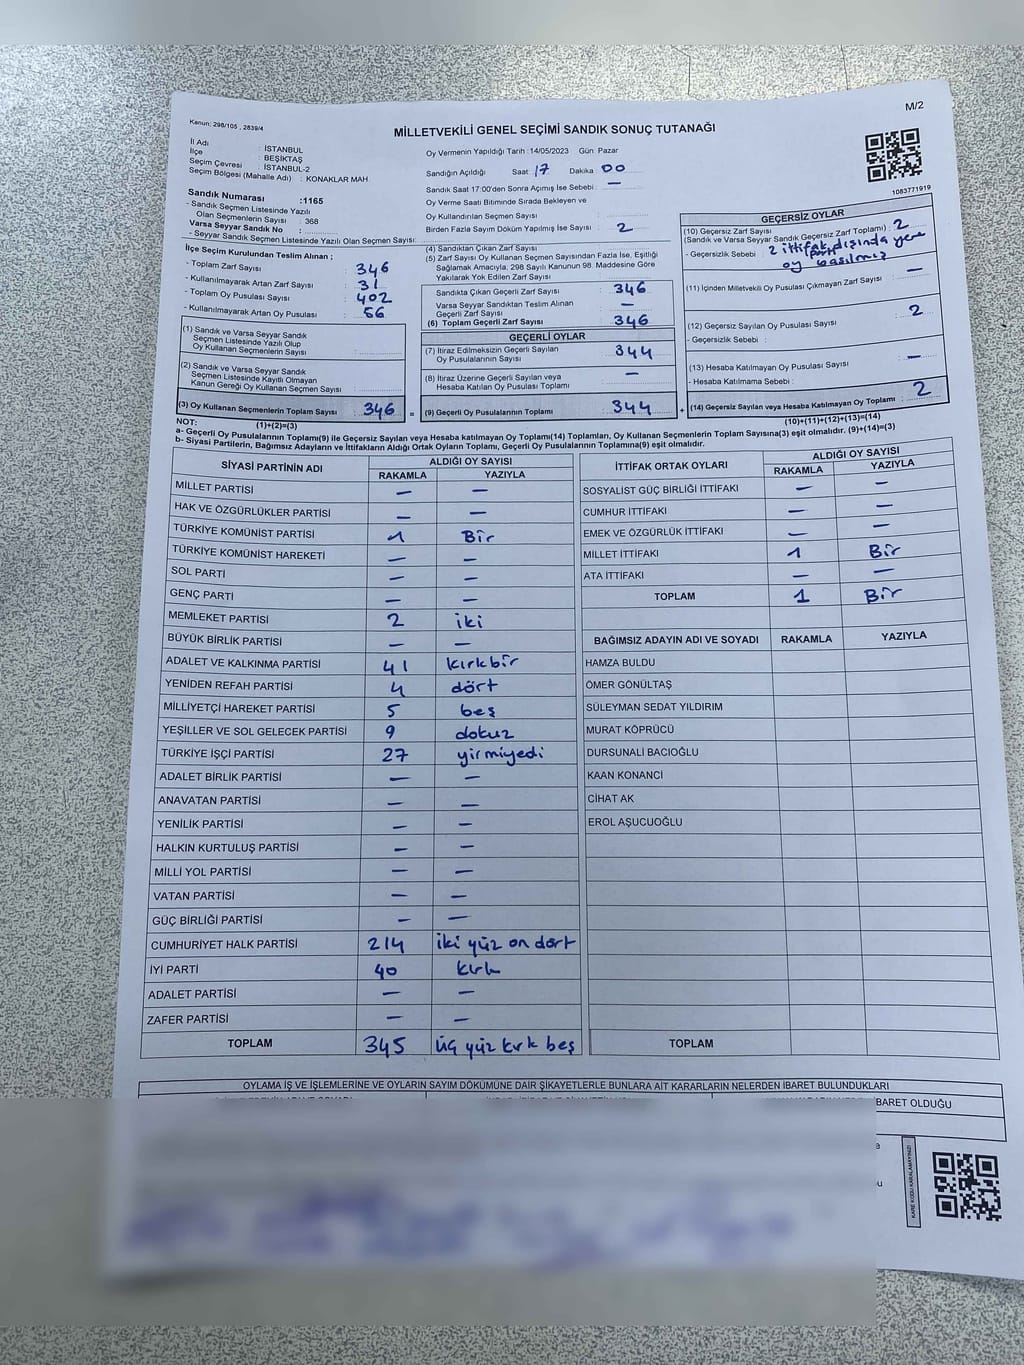 M/2
Kanun: 298/105 , 2839/4
MİLLETVEKİLİ GENEL SEÇİMİ SANDIK SONUÇ TUTANAĞI
İl Adı : İSTANBUL
İlçe : BEŞİKTAŞ
Seçim Çevresi : İSTANBUL-2
Seçim Bölgesi (Mahalle Adı) : KONAKLAR MAH
Sandık Numarası :1165
- Sandık Seçmen Listesinde Yazılı
Olan Seçmenlerin Sayısı : 368
Varsa Seyyar Sandık No :
- Seyyar Sandık Seçmen Listesinde Yazılı Olan Seçmen Sayısı:
Oy Vermenin Yapıldığı Tarih :14/05/2023 Gün Pazar
Sandığın Açıldığı Saat 17 Dakika 00
Sandık Saat 17:00'den Sonra Açımış İse Sebebi : —
Oy Verme Saati Bitiminde Sırada Bekleyen ve
Oy Kullandırılan Seçmen Sayısı :
Birden Fazla Sayım Döküm Yapılmış İse Sayısı : 2
1083771919
İlçe Seçim Kurulundan Teslim Alınan ;
- Toplam Zarf Sayısı : 346
- Kullanılmayarak Artan Zarf Sayısı : 31
- Toplam Oy Pusulası Sayısı : 402
- Kullanılmayarak Artan Oy Pusulası : 56
(1) Sandık ve Varsa Seyyar Sandık
Seçmen Listesinde Yazılı Olup
Oy Kullanan Seçmenlerin Sayısı :
(2) Sandık ve Varsa Seyyar Sandık
Seçmen Listesinde Kayıtlı Olmayan
Kanun Gereği Oy Kullanan Seçmen Sayısı :
(3) Oy Kullanan Seçmenlerin Toplam Sayısı : 346 =
(1)+(2)=(3)
(4) Sandıktan Çıkan Zarf Sayısı
(5) Zarf Sayısı Oy Kullanan Seçmen Sayısından Fazla İse, Eşitliği
Sağlamak Amacıyla, 298 Sayılı Kanunun 98. Maddesine Göre
Yakılarak Yok Edilen Zarf Sayısı
Sandıkta Çıkan Geçerli Zarf Sayısı : 346
Varsa Seyyar Sandıktan Teslim Alınan
Geçerli Zarf Sayısı : —
(6) Toplam Geçerli Zarf Sayısı : 346
GEÇERLİ OYLAR
(7) İtiraz Edilmeksizin Geçerli Sayılan
Oy Pusulalarının Sayısı : 344
(8) İtiraz Üzerine Geçerli Sayılan veya
Hesaba Katılan Oy Pusulası Toplamı : —
(9) Geçerli Oy Pusulalarının Toplamı : 344 +
GEÇERSİZ OYLAR
(10) Geçersiz Zarf Sayısı
(Sandık ve Varsa Seyyar Sandık Geçersiz Zarf Toplamı) : 2
- Geçersizlik Sebebi : 2 ittifak dışında yere
oy basılmış
(11) İçinden Milletvekili Oy Pusulası Çıkmayan Zarf Sayısı : —
(12) Geçersiz Sayılan Oy Pusulası Sayısı : 2
- Geçersizlik Sebebi :
(13) Hesaba Katılmayan Oy Pusulası Sayısı : —
- Hesaba Katılmama Sebebi :
(14) Geçersiz Sayılan veya Hesaba Katılmayan Oy Toplamı : 2
(10)+(11)+(12)+(13)=(14)
NOT:
a- Geçerli Oy Pusulalarının Toplamı(9) ile Geçersiz Sayılan veya Hesaba katılmayan Oy Toplamı(14) Toplamları, Oy Kullanan Seçmenlerin Toplam Sayısına(3) eşit olmalıdır. (9)+(14)=(3)
b- Siyasi Partilerin, Bağımsız Adayların ve İttifakların Aldığı Ortak Oyların Toplamı, Geçerli Oy Pusulalarının Toplamına(9) eşit olmalıdır.
SİYASİ PARTİNİN ADI ALDIĞI OY SAYISI
RAKAMLA YAZIYLA
MİLLET PARTİSİ — —
HAK VE ÖZGÜRLÜKLER PARTİSİ — —
TÜRKİYE KOMÜNİST PARTİSİ 1 Bir
TÜRKİYE KOMÜNİST HAREKETİ — —
SOL PARTİ — —
GENÇ PARTİ — —
MEMLEKET PARTİSİ 2 iki
BÜYÜK BİRLİK PARTİSİ — —
ADALET VE KALKINMA PARTİSİ 41 kırkbir
YENİDEN REFAH PARTİSİ 4 dört
MİLLİYETÇİ HAREKET PARTİSİ 5 beş
YEŞİLLER VE SOL GELECEK PARTİSİ 9 dokuz
TÜRKİYE İŞÇİ PARTİSİ 27 yirmiyedi
ADALET BİRLİK PARTİSİ — —
ANAVATAN PARTİSİ — —
YENİLİK PARTİSİ — —
HALKIN KURTULUŞ PARTİSİ — —
MİLLİ YOL PARTİSİ — —
VATAN PARTİSİ — —
GÜÇ BİRLİĞİ PARTİSİ — —
CUMHURİYET HALK PARTİSİ 214 iki yüz on dört
İYİ PARTİ 40 kırk
ADALET PARTİSİ — —
ZAFER PARTİSİ — —
TOPLAM 345 üç yüz kırk beş
İTTİFAK ORTAK OYLARI ALDIĞI OY SAYISI
RAKAMLA YAZIYLA
SOSYALİST GÜÇ BİRLİĞİ İTTİFAKI — —
CUMHUR İTTİFAKI — —
EMEK VE ÖZGÜRLÜK İTTİFAKI — —
MİLLET İTTİFAKI 1 Bir
ATA İTTİFAKI — —
TOPLAM 1 Bir
BAĞIMSIZ ADAYIN ADI VE SOYADI RAKAMLA YAZIYLA
HAMZA BULDU
ÖMER GÖNÜLTAŞ
SÜLEYMAN SEDAT YILDIRIM
MURAT KÖPRÜCÜ
DURSUNALİ BACIOĞLU
KAAN KONANCİ
CİHAT AK
EROL AŞUCUOĞLU
TOPLAM
OYLAMA İŞ VE İŞLEMLERİNE VE OYLARIN SAYIM DÖKÜMÜNE DAİR ŞİKAYETLERLE BUNLARA AİT KARARLARIN NELERDEN İBARET BULUNDUKLARI
BARET OLDUĞU
KARE KODU KARALAMAYINIZ!